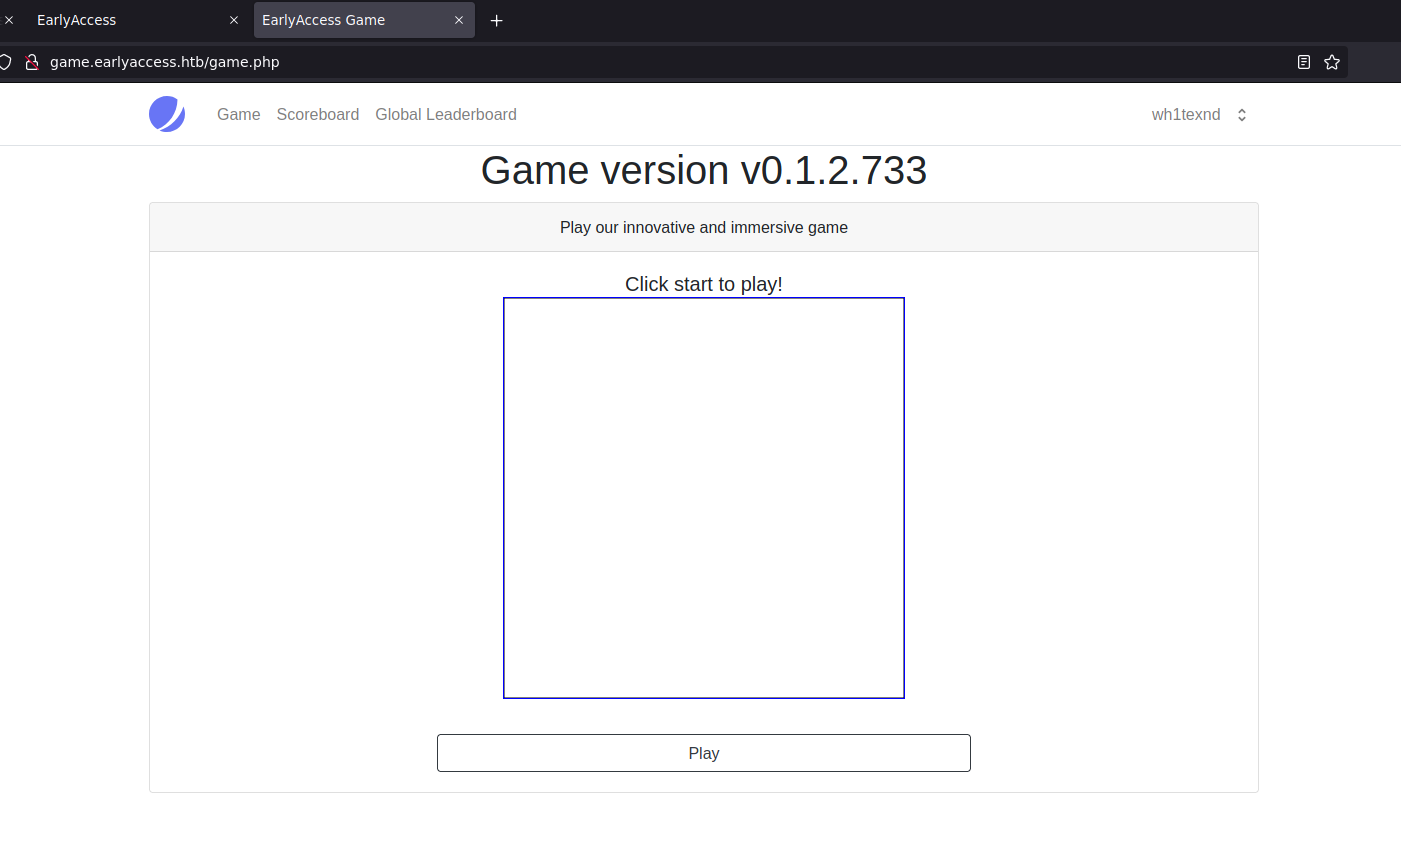 EarlyAccess
EarlyAccess Game
game.earlyaccess.htb/game.php
Game Scoreboard Global Leaderboard wh1texnd
Game version v0.1.2.733
Play our innovative and immersive game
Click start to play!
Play